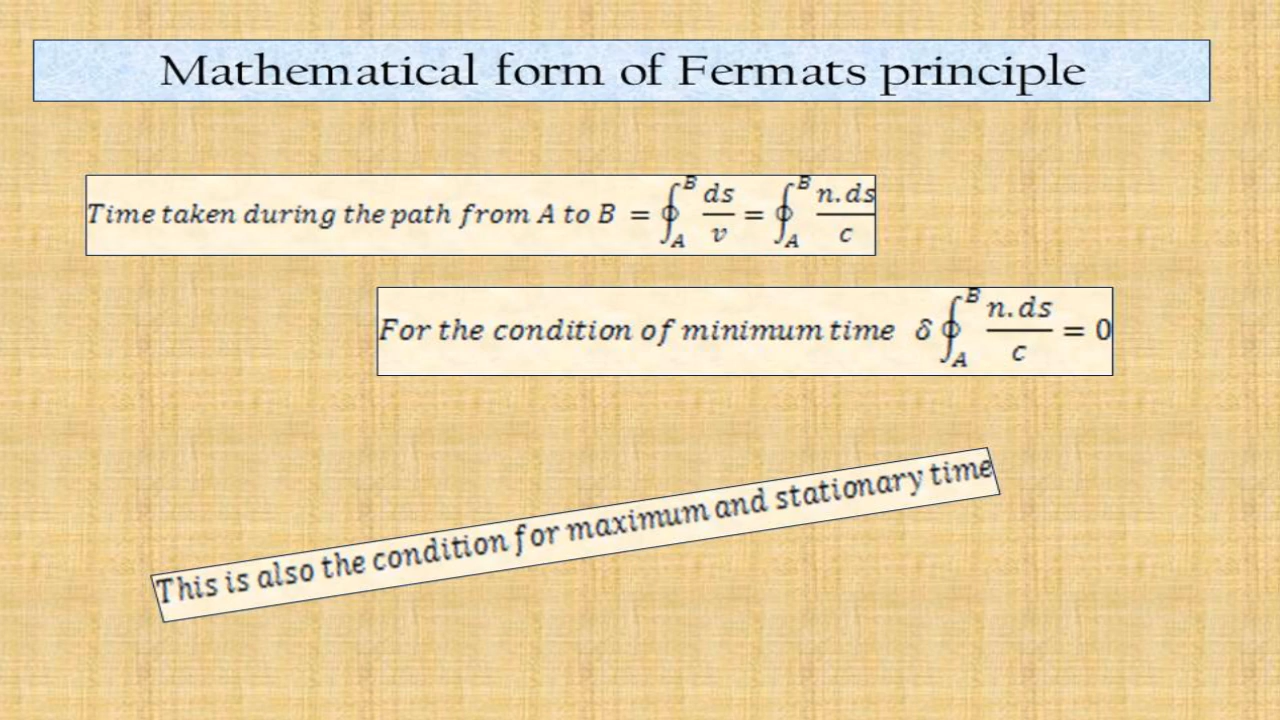 Mathematical form of Fermats principle
Time taken during the path from A to B = ∮_A^B ds/v = ∮_A^B n.ds/c
For the condition of minimum time δ∮_A^B n.ds/c = 0
This is also the condition for maximum and stationary time